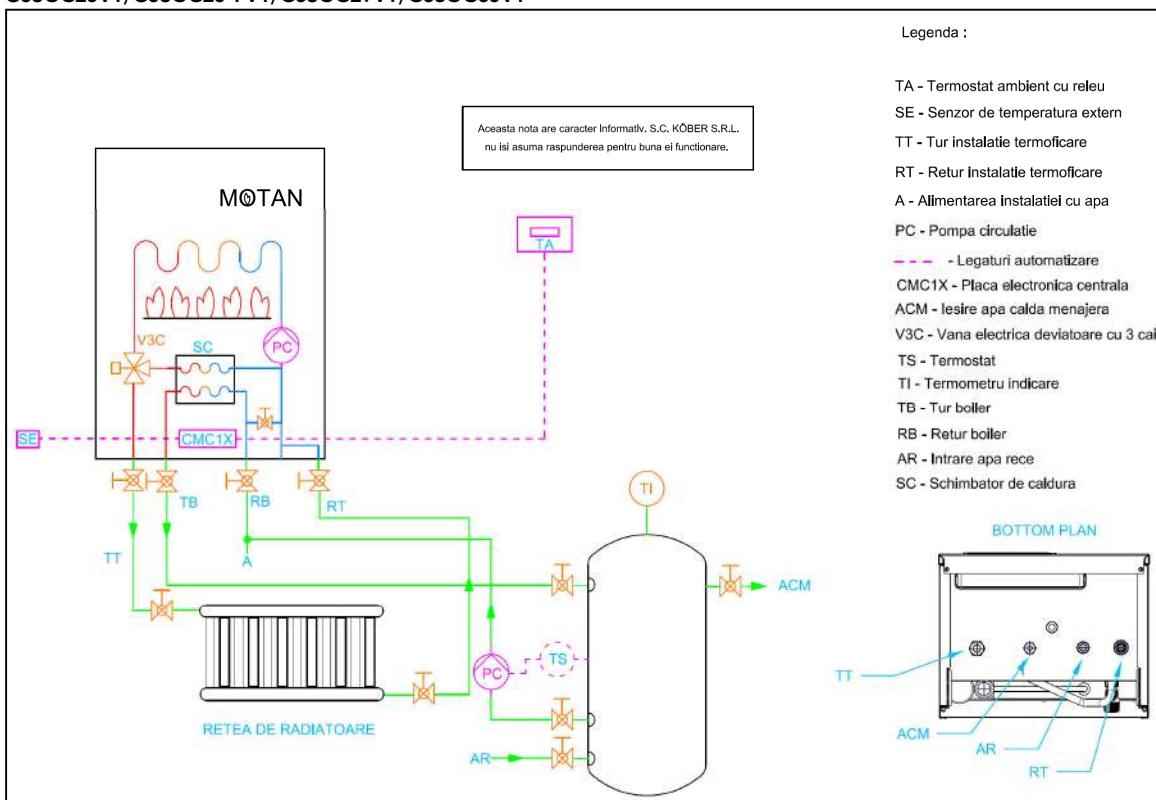 Legenda :
TA - Termostat ambient cu releu
SE - Senzor de temperatura extern
TT - Tur instalatie termoficare
RT - Retur instalatie termoficare
A - Alimentarea instalatiei cu apa
PC - Pompa circulatie
- Legaturi automatizare
CMC1X - Placa electronica centrala
ACM - Iesire apa calda menajera
V3C - Vana electrica deviatoare cu 3 cai
TS - Termostat
TI - Termometru indicare
TB - Tur boiler
RB - Retur boiler
AR - Intrare apa rece
SC - Schimbator de caldura
Aceasta nota are caracter Informativ. S.C. KÖBER S.R.L.
nu isi asuma raspunderea pentru buna ei functionare.
MOTAN
TA
V3C
SC
PC
SE
CMC1X
TB
RB
RT
TI
TT
A
ACM
TS
PC
RETEA DE RADIATOARE
AR
BOTTOM PLAN
TT
ACM
AR
RT